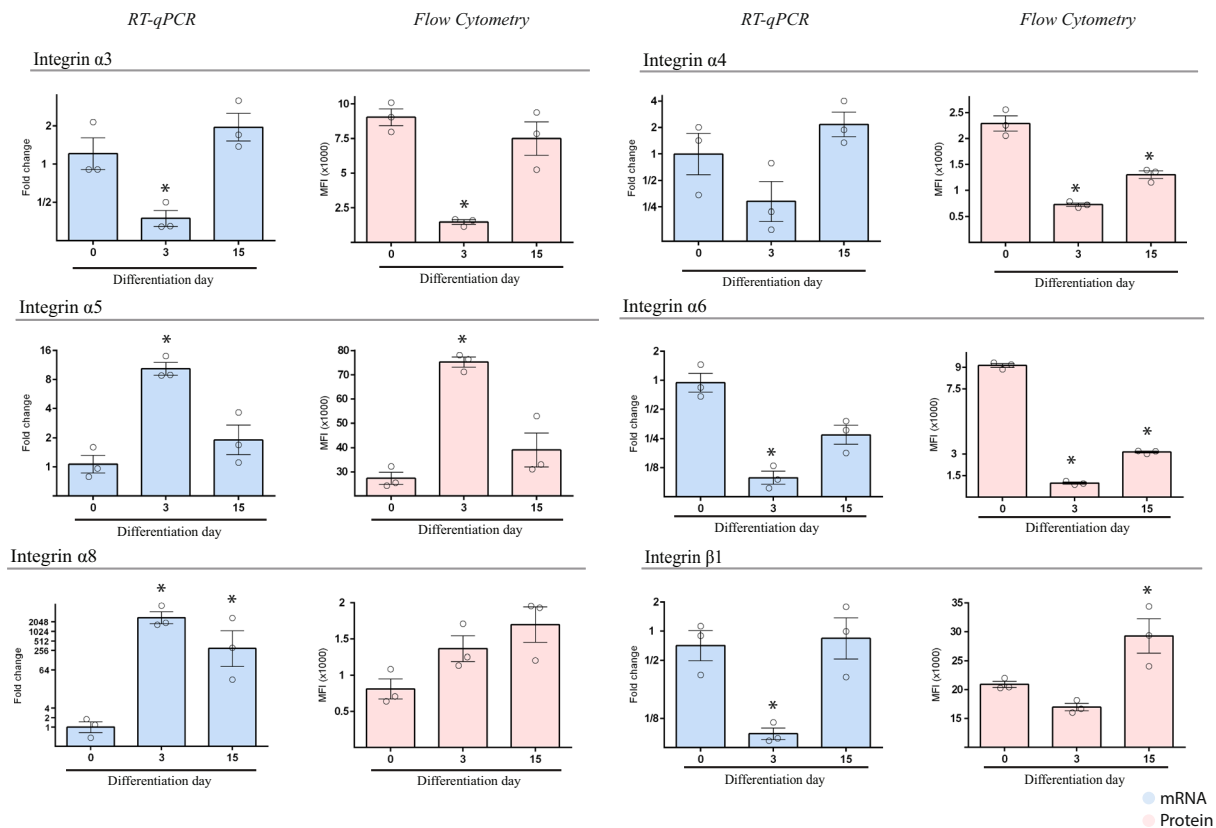 RT-qPCR Flow Cytometry RT-qPCR Flow Cytometry
Integrin α3
Fold change
2
1
1/2
*
0 3 15
Differentiation day
MFI (x1000)
10
7.5
5
2.5
*
0 3 15
Differentiation day
Integrin α4
Fold change
4
2
1
1/2
1/4
0 3 15
Differentiation day
MFI (x1000)
2.5
2
1.5
1
0.5
* *
0 3 15
Differentiation day
Integrin α5
Fold change
16
8
4
2
1
*
0 3 15
Differentiation day
MFI (x1000)
80
70
60
50
40
30
*
0 3 15
Differentiation day
Integrin α6
Fold change
2
1
1/2
1/4
1/8
*
0 3 15
Differentiation day
MFI (x1000)
9
7.5
3
1.5
* *
0 3 15
Differentiation day
Integrin α8
Fold change
2048
1024
512
256
64
4
2
1
* *
0 3 15
Differentiation day
MFI (x1000)
2
1.5
1
0.5
0 3 15
Differentiation day
Integrin β1
Fold change
2
1
1/2
1/8
*
0 3 15
Differentiation day
MFI (x1000)
35
30
25
20
15
*
0 3 15
Differentiation day
mRNA
Protein